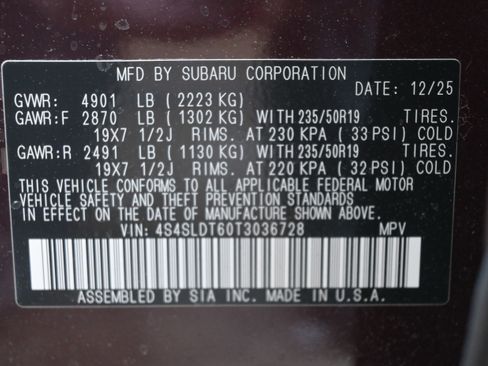 MFD BY SUBARU CORPORATION
DATE: 12/25
GVWR: 4901 LB (2223 KG)
GAWR:F 2870 LB (1302 KG) WITH 235/50R19 TIRES.
19X7 1/2J RIMS. AT 230 KPA (33 PSI) COLD
GAWR:R 2491 LB (1130 KG) WITH 235/50R19 TIRES.
19X7 1/2J RIMS. AT 220 KPA (32 PSI) COLD
THIS VEHICLE CONFORMS TO ALL APPLICABLE FEDERAL MOTOR
VEHICLE SAFETY AND THEFT PREVENTION STANDARDS
IN EFFECT ON THE DATE OF MANUFACTURE SHOWN ABOVE.
VIN: 4S4SLDT60T3036728 MPV
ASSEMBLED BY SIA INC. MADE IN U.S.A.